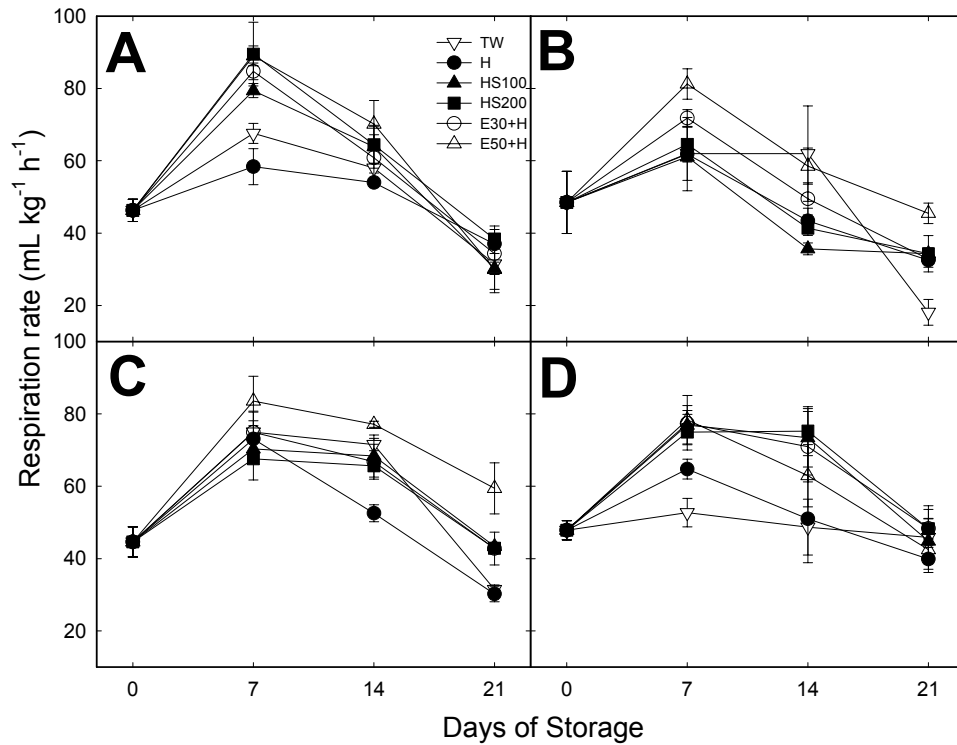 100
80
60
40
20
A
TW
H
HS100
HS200
E30+H
E50+H
B
100
80
60
40
20
C
D
Respiration rate (mL kg⁻¹ h⁻¹)
0 7 14 21 0 7 14 21
Days of Storage